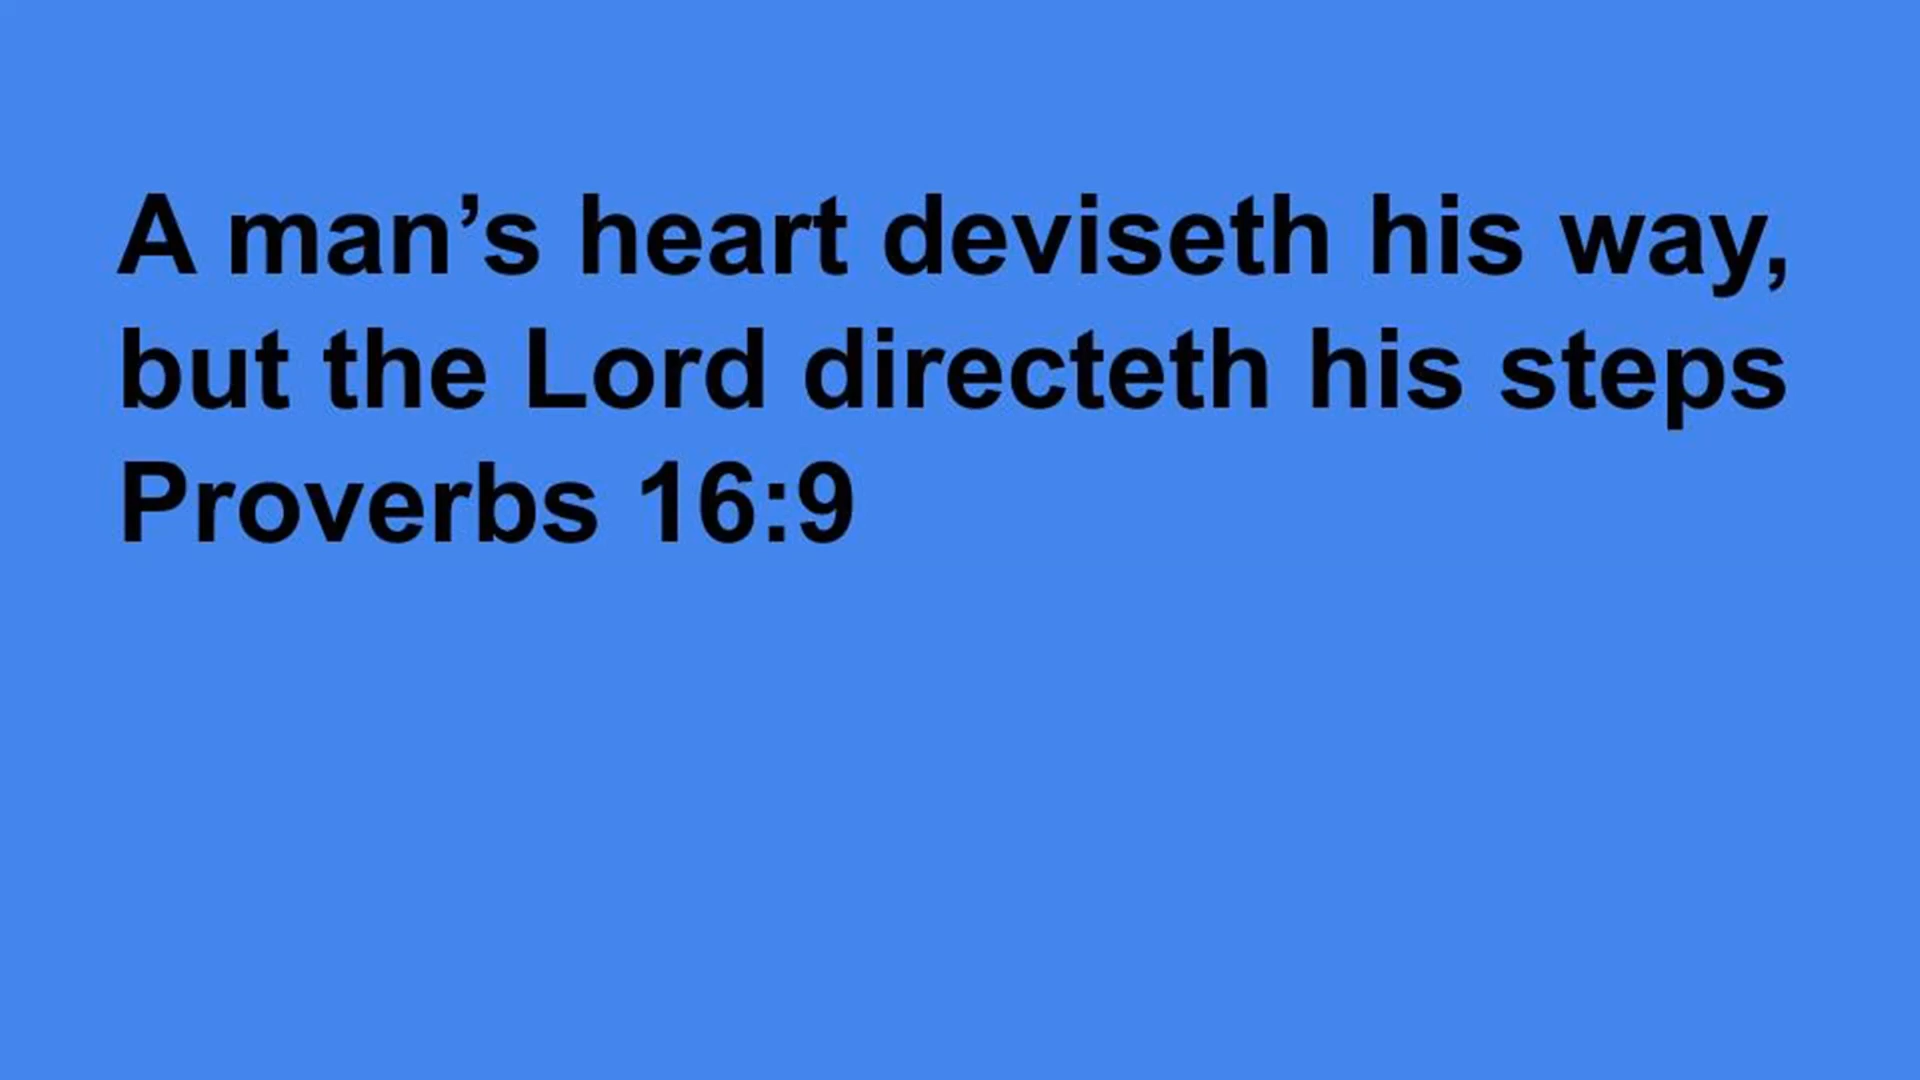 A man’s heart deviseth his way,
but the Lord directeth his steps
Proverbs 16:9